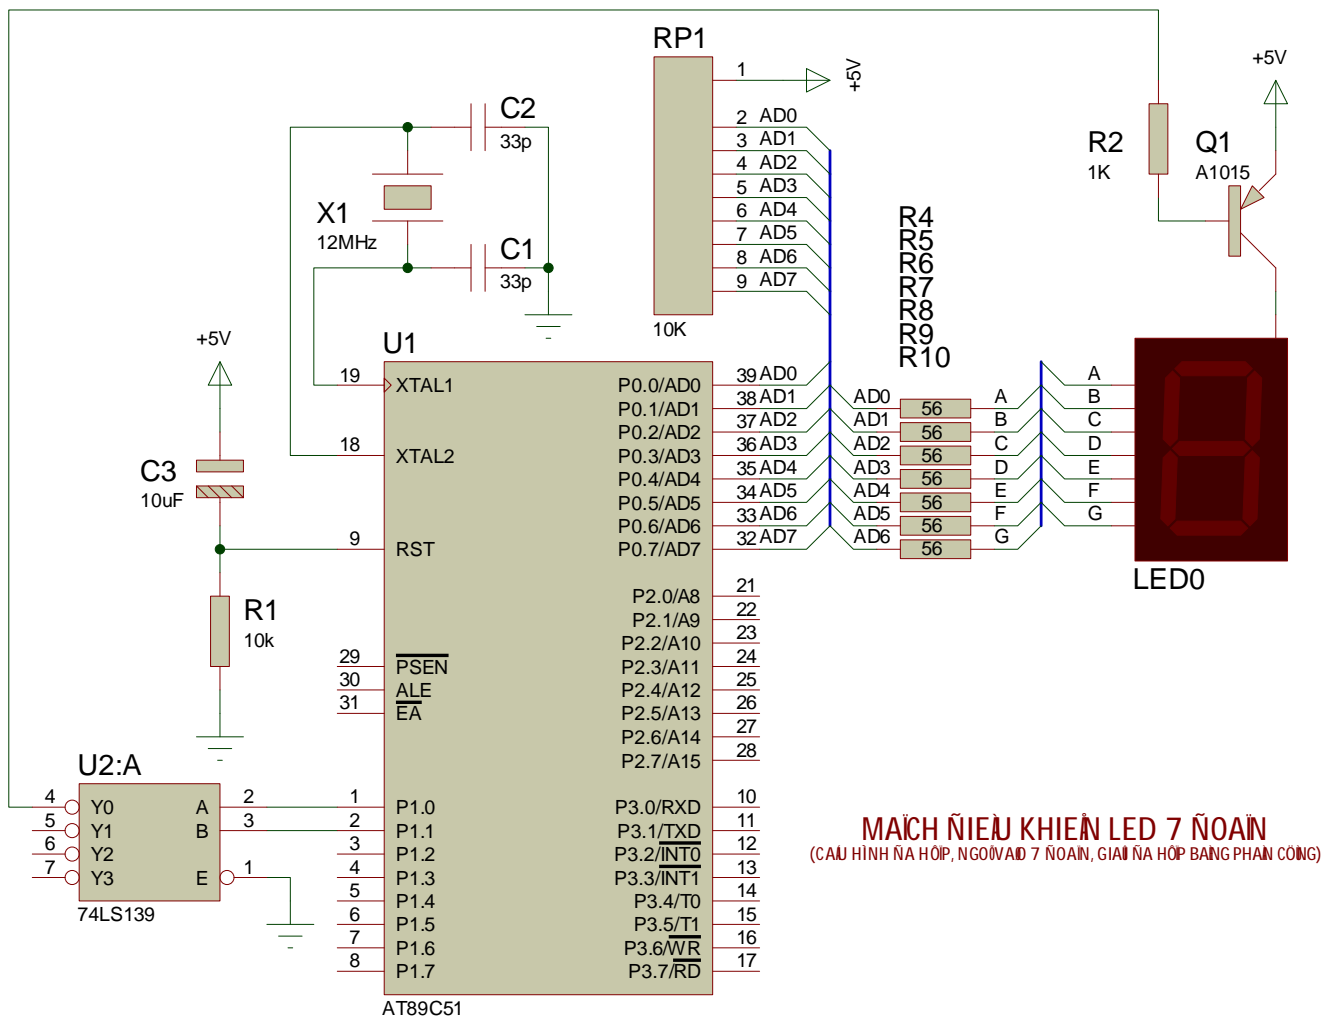 RP1
1
+5V
2 AD0
3 AD1
4 AD2
5 AD3
6 AD4
7 AD5
8 AD6
9 AD7
10K
C2
33p
X1
12MHz
C1
33p
+5V
R2
1K
Q1
A1015
R4
R5
R6
R7
R8
R9
R10
+5V
C3
10uF
R1
10k
U1
19 XTAL1
18 XTAL2
9 RST
29 PSEN
30 ALE
31 EA
1 P1.0
2 P1.1
3 P1.2
4 P1.3
5 P1.4
6 P1.5
7 P1.6
8 P1.7
P0.0/AD0 39 AD0
P0.1/AD1 38 AD1
P0.2/AD2 37 AD2
P0.3/AD3 36 AD3
P0.4/AD4 35 AD4
P0.5/AD5 34 AD5
P0.6/AD6 33 AD6
P0.7/AD7 32 AD7
P2.0/A8 21
P2.1/A9 22
P2.2/A10 23
P2.3/A11 24
P2.4/A12 25
P2.5/A13 26
P2.6/A14 27
P2.7/A15 28
P3.0/RXD 10
P3.1/TXD 11
P3.2/INT0 12
P3.3/INT1 13
P3.4/T0 14
P3.5/T1 15
P3.6/WR 16
P3.7/RD 17
AT89C51
AD0 56 A
AD1 56 B
AD2 56 C
AD3 56 D
AD4 56 E
AD5 56 F
AD6 56 G
A
B
C
D
E
F
G
LED0
U2:A
4 Y0 A 2
5 Y1 B 3
6 Y2
7 Y3 E 1
74LS139
KHIEÅN LED 7 ÑOAÏN
HÌNH ÑA HÔÏP, 7 ÑOAÏN, ÑA HÔÏP